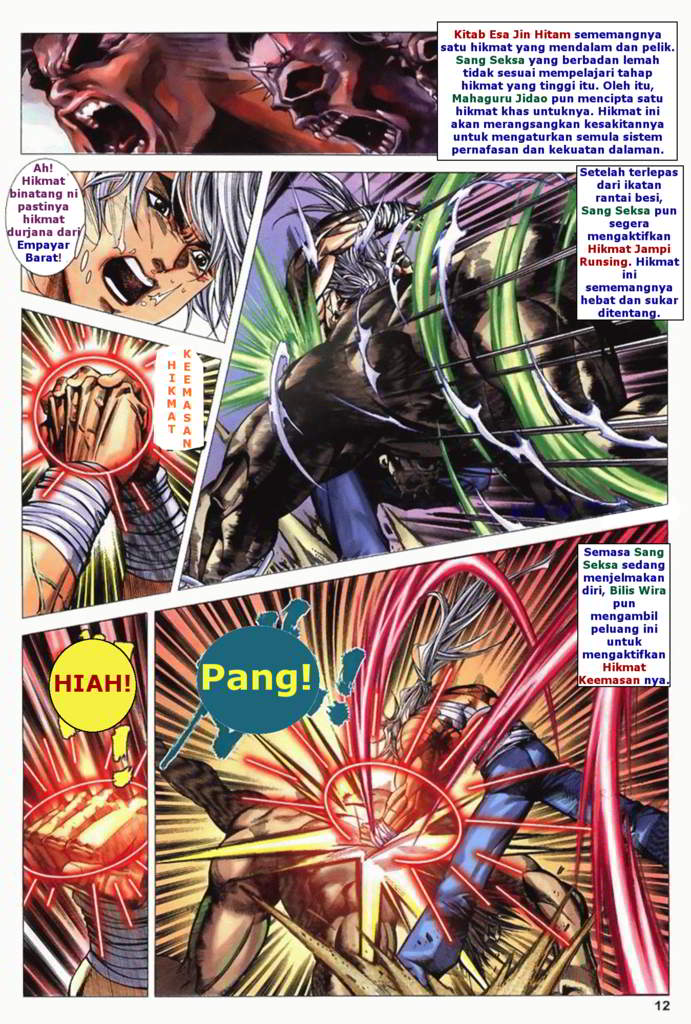 Kitab Esa Jin Hitam sememangnya
satu hikmat yang mendalam dan pelik.
Sang Seksa yang berbadan lemah
tidak sesuai mempelajari tahap
hikmat yang tinggi itu. Oleh itu,
Mahaguru Jidao pun mencipta satu
hikmat khas untuknya. Hikmat ini
akan merangsangkan kesakitannya
untuk mengaturkan semula sistem
pernafasan dan kekuatan dalaman.
Ah!
Hikmat
binatang ni
pastinya
hikmat
durjana dari
Empayar
Barat!
Setelah terlepas
dari ikatan
rantai besi,
Sang Seksa pun
segera
mengaktifkan
Hikmat Jampi
Runsing. Hikmat
ini
sememangnya
hebat dan sukar
ditentang.
HIKMAT
KEEMASAN
Semasa Sang
Seksa sedang
menjelmakan
diri, Bilis Wira
pun
mengambil
peluang ini
untuk
mengaktifkan
Hikmat
Keemasan nya.
HIAH!
Pang!
12